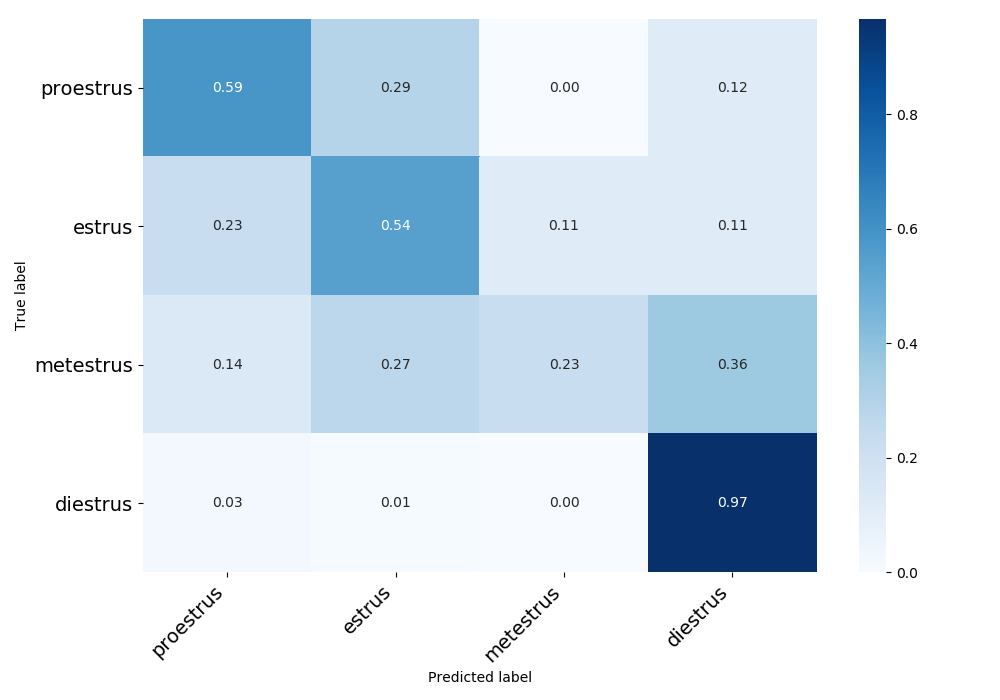 proestrus 0.59 0.29 0.00 0.12
estrus 0.23 0.54 0.11 0.11
metestrus 0.14 0.27 0.23 0.36
diestrus 0.03 0.01 0.00 0.97
True label
proestrus estrus metestrus diestrus
Predicted label
0.8
0.6
0.4
0.2
0.0